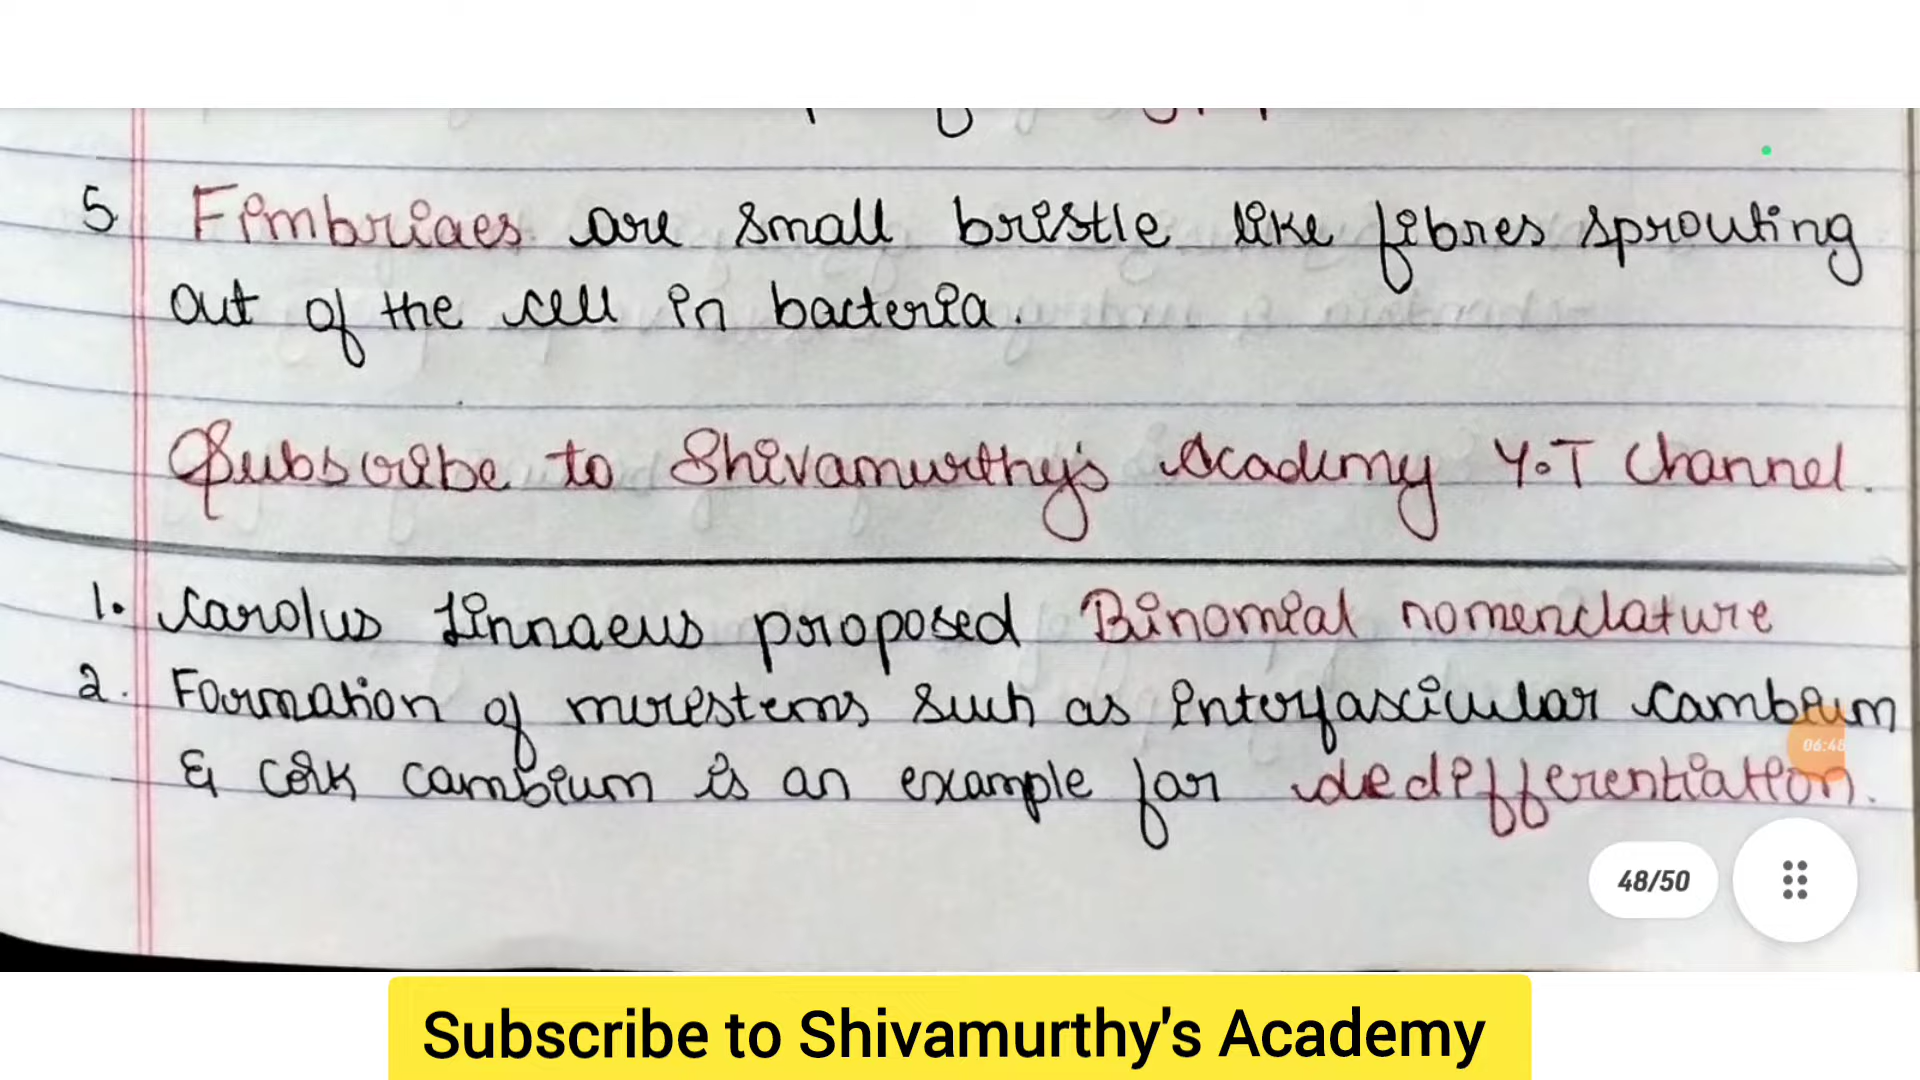 5. Fimbriaes are small bristle like fibres sprouting
out of the cell in bacteria.
Subscribe to Shivamurthy's Academy Y.T Channel.
1. Carolus Linnaeus proposed Binomial nomenclature
2. Formation of meristems such as interfascicular cambium
06:48
& cork cambium is an example for dedifferentiation.
48/50
Subscribe to Shivamurthy's Academy